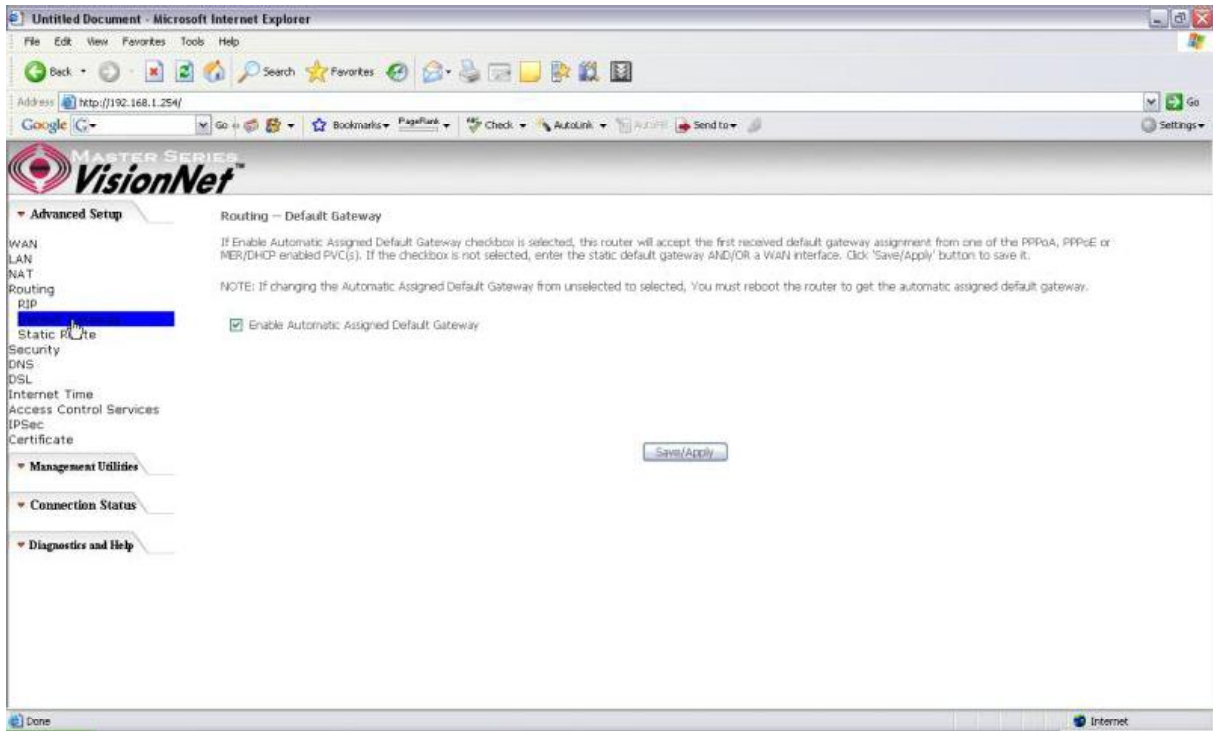 Untitled Document - Microsoft Internet Explorer
File Edit View Favorites Tools Help
Back Search Favorites
Address http://192.168.1.254/ Go
Google G Go Bookmarks PageRank Check AutoLink AutoFill Send to Settings
MASTER SERIES
VisionNet™
Advanced Setup
WAN
LAN
NAT
Routing
RIP
Static Route
Security
DNS
DSL
Internet Time
Access Control Services
IPSec
Certificate
Management Utilities
Connection Status
Diagnostics and Help
Routing -- Default Gateway
If Enable Automatic Assigned Default Gateway checkbox is selected, this router will accept the first received default gateway assignment from one of the PPPoA, PPPoE or
MER/DHCP enabled PVC(s). If the checkbox is not selected, enter the static default gateway AND/OR a WAN interface. Click 'Save/Apply' button to save it.
NOTE: If changing the Automatic Assigned Default Gateway from unselected to selected, You must reboot the router to get the automatic assigned default gateway.
Enable Automatic Assigned Default Gateway
Save/Apply
Done Internet